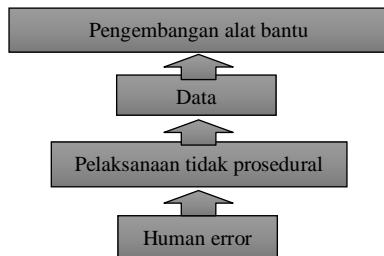 Pengembangan alat bantu
Data
Pelaksanaan tidak prosedural
Human error